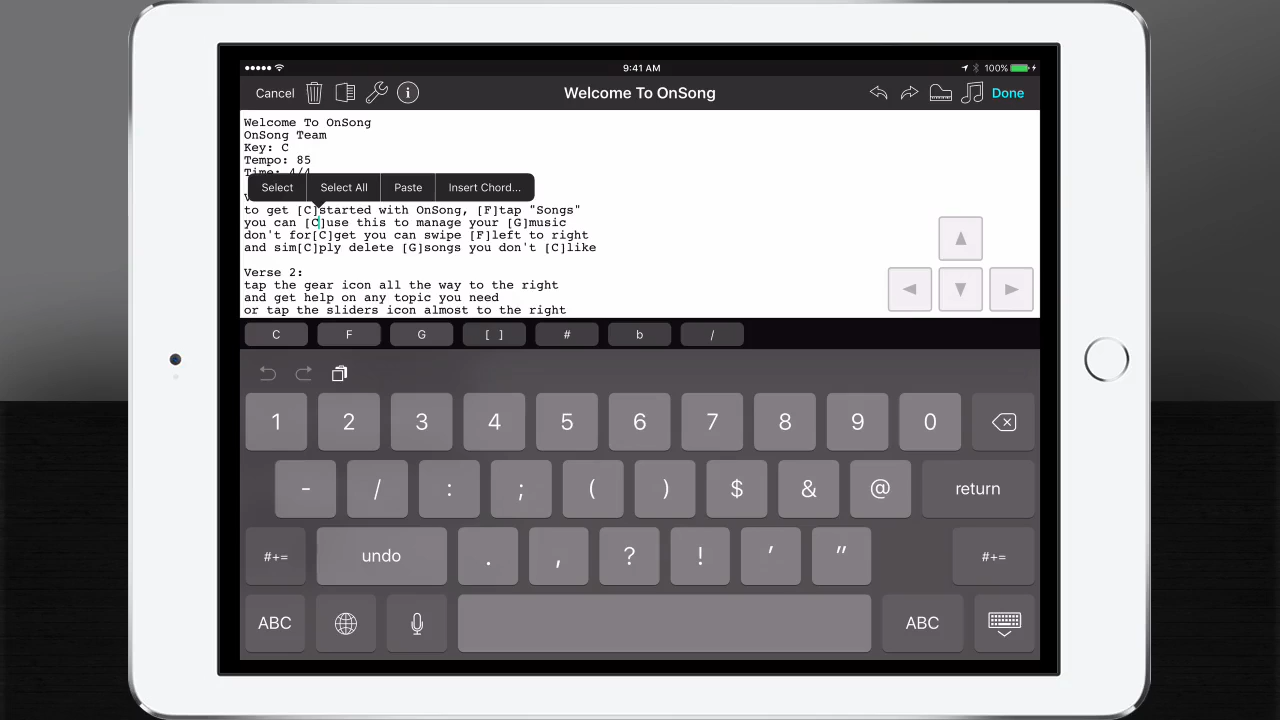 9:41 AM
100%
Cancel
Welcome To OnSong
Done
Welcome To OnSong
OnSong Team
Key: C
Tempo: 85
Time: 4/4
Select
Select All
Paste
Insert Chord...
V
to get [C]started with OnSong, [F]tap "Songs"
you can [C]use this to manage your [G]music
don't for[C]get you can swipe [F]left to right
and sim[C]ply delete [G]songs you don't [C]like
Verse 2:
tap the gear icon all the way to the right
and get help on any topic you need
or tap the sliders icon almost to the right
C F G [ ] # b /
1 2 3 4 5 6 7 8 9 0
- / : ; ( ) $ & @ return
#+= undo . , ? ! ' " #+=
ABC ABC